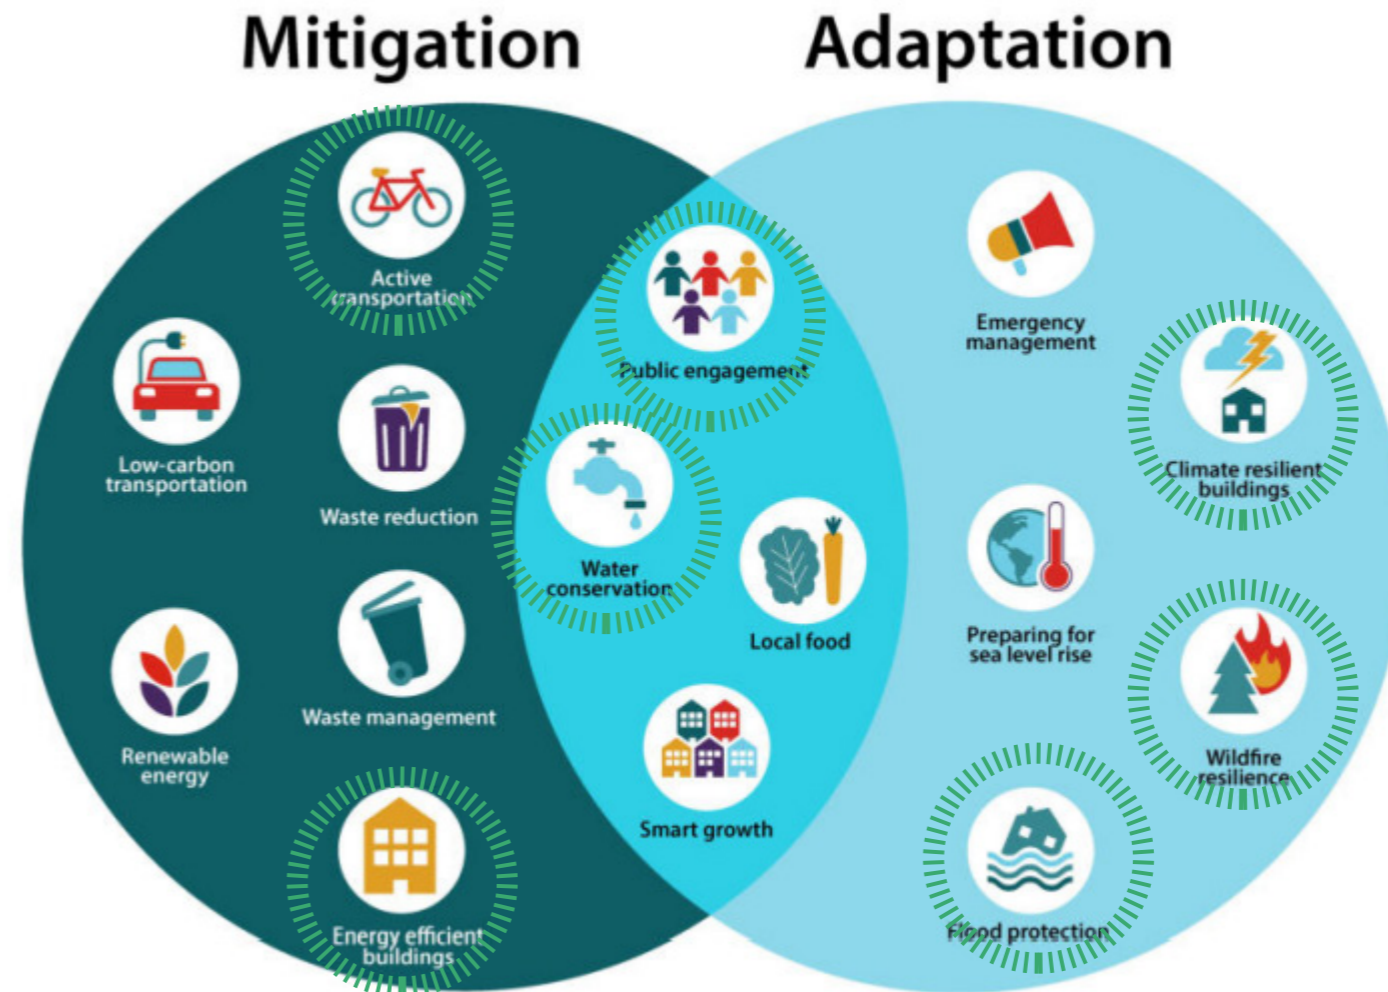 Mitigation
Adaptation
Active
transportation
Low-carbon
transportation
Waste reduction
Waste management
Renewable
energy
Energy efficient
buildings
Public engagement
Water
conservation
Local food
Smart growth
Emergency
management
Climate resilient
buildings
Preparing for
sea level rise
Wildfire
resilience
Flood protection